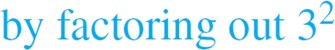 by factoring out 3²